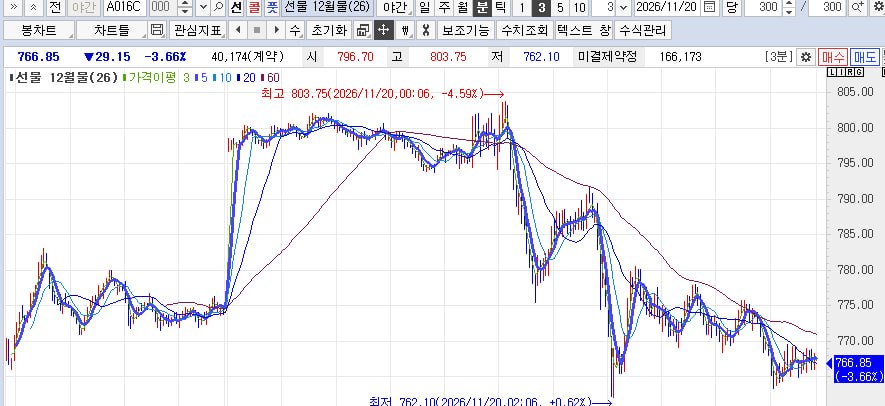 전 야간 A016C 000 선 콜 풋 선물 12월물(26) 야간 일 주 월 분 틱 1 3 5 10 3 2026/11/20 당 300 / 300
봉차트 차트틀 관심지표 수 초기화 보조기능 수치조회 텍스트 창 수식관리
766.85 ▼29.15 -3.66% 40,174(계약) 시 796.70 고 803.75 저 762.10 미결제약정 166,173 [3분] 매수 매도
선물 12월물(26) 가격이평 3 5 10 20 60
L I R G
최고 803.75(2026/11/20,00:06, -4.59%)
805.00
800.00
795.00
790.00
785.00
780.00
775.00
770.00
766.85
(-3.66%)
최저 762.10(2026/11/20,02:06, +0.62%)